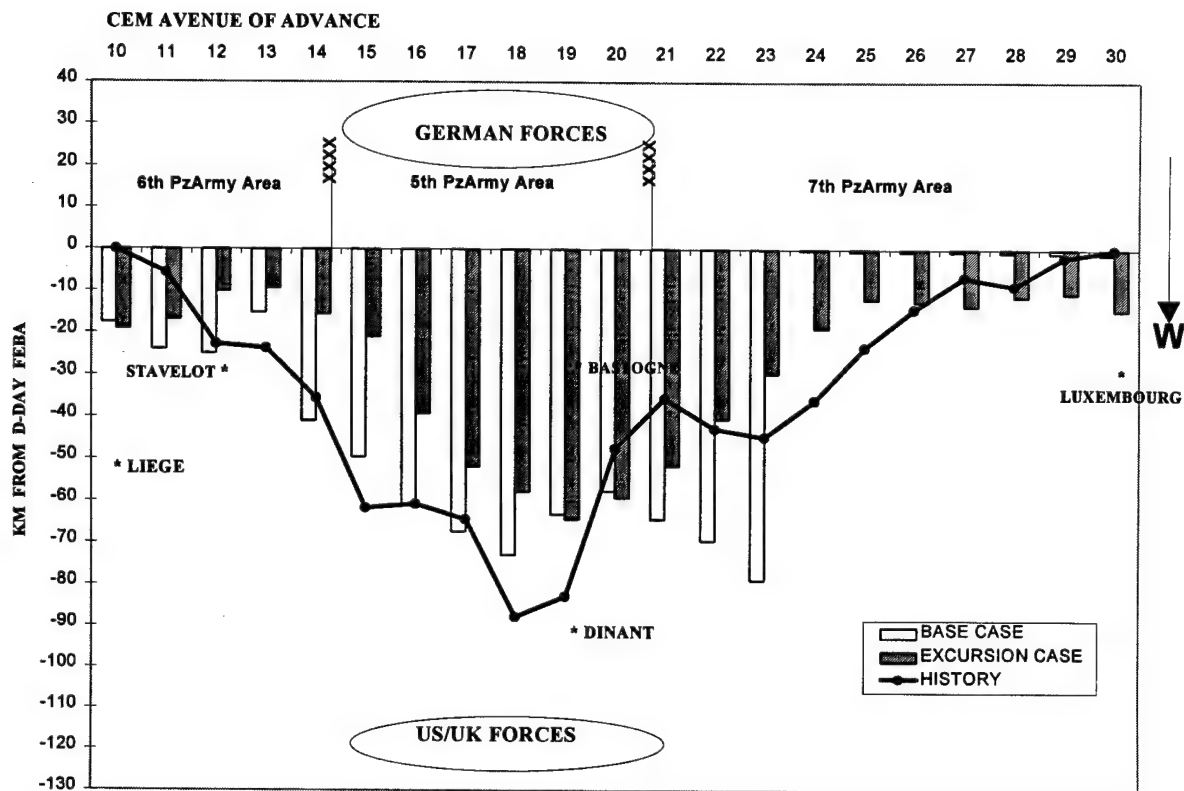 CEM AVENUE OF ADVANCE
10 11 12 13 14 15 16 17 18 19 20 21 22 23 24 25 26 27 28 29 30
KM FROM D-DAY FEBA
40
30
20
10
0
-10
-20
-30
-40
-50
-60
-70
-80
-90
-100
-110
-120
-130
GERMAN FORCES
XXXX
XXXX
6th PzArmy Area
5th PzArmy Area
7th PzArmy Area
W
STAVELOT *
* BASTOGNE
*
LUXEMBOURG
* LIEGE
* DINANT
BASE CASE
EXCURSION CASE
HISTORY
US/UK FORCES